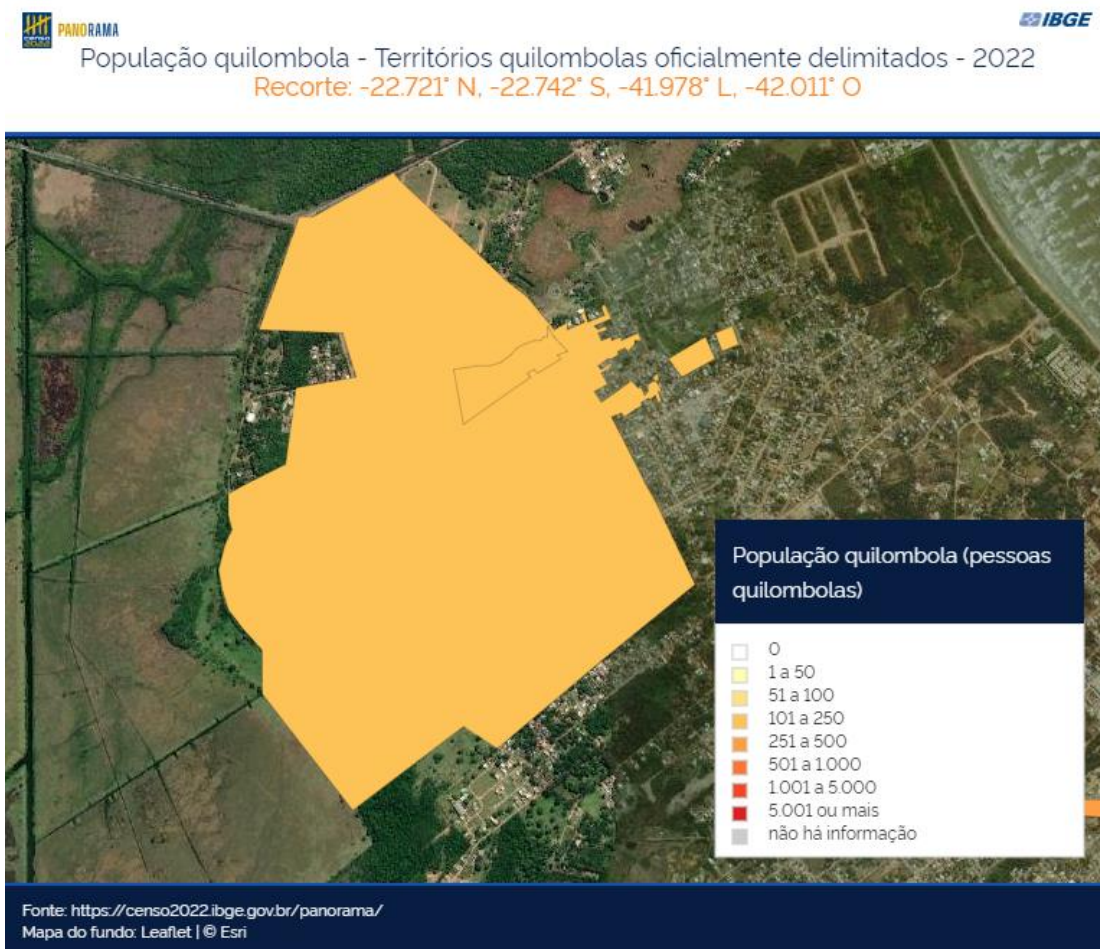 censo
2022
PANORAMA
IBGE
População quilombola - Territórios quilombolas oficialmente delimitados - 2022
Recorte: -22.721° N, -22.742° S, -41.978° L, -42.011° O
População quilombola (pessoas
quilombolas)
0
1 a 50
51 a 100
101 a 250
251 a 500
501 a 1.000
1.001 a 5.000
5.001 ou mais
não há informação
Fonte: https://censo2022.ibge.gov.br/panorama/
Mapa do fundo: Leaflet | © Esri